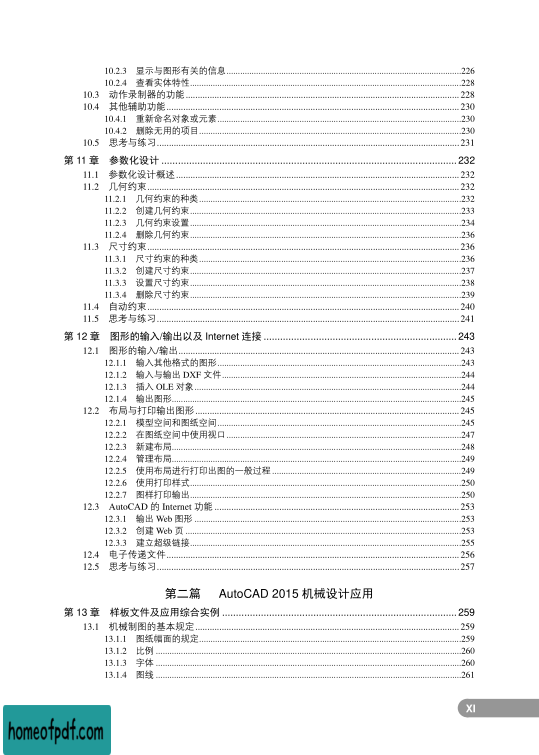 10.2.3 显示与图形有关的信息 226
10.2.4 查看实体特性 228
10.3 动作录制器的功能 228
10.4 其他辅助功能 230
10.4.1 重新命名对象或元素 230
10.4.2 删除无用的项目 230
10.5 思考与练习 231
第 11 章 参数化设计 232
11.1 参数化设计概述 232
11.2 几何约束 232
11.2.1 几何约束的种类 232
11.2.2 创建几何约束 233
11.2.3 几何约束设置 234
11.2.4 删除几何约束 236
11.3 尺寸约束 236
11.3.1 尺寸约束的种类 236
11.3.2 创建尺寸约束 237
11.3.3 设置尺寸约束 238
11.3.4 删除尺寸约束 239
11.4 自动约束 240
11.5 思考与练习 241
第 12 章 图形的输入/输出以及 Internet 连接 243
12.1 图形的输入/输出 243
12.1.1 输入其他格式的图形 243
12.1.2 输入与输出 DXF 文件 244
12.1.3 插入 OLE 对象 244
12.1.4 输出图形 245
12.2 布局与打印输出图形 245
12.2.1 模型空间和图纸空间 245
12.2.2 在图纸空间中使用视口 247
12.2.3 新建布局 248
12.2.4 管理布局 249
12.2.5 使用布局进行打印出图的一般过程 249
12.2.6 使用打印样式 250
12.2.7 图样打印输出 250
12.3 AutoCAD 的 Internet 功能 253
12.3.1 输出 Web 图形 253
12.3.2 创建 Web 页 253
12.3.3 建立超级链接 255
12.4 电子传递文件 256
12.5 思考与练习 257
第二篇 AutoCAD 2015 机械设计应用
第 13 章 样板文件及应用综合实例 259
13.1 机械制图的基本规定 259
13.1.1 图纸幅面的规定 259
13.1.2 比例 260
13.1.3 字体 260
13.1.4 图线 261
XI
homeofpdf.com